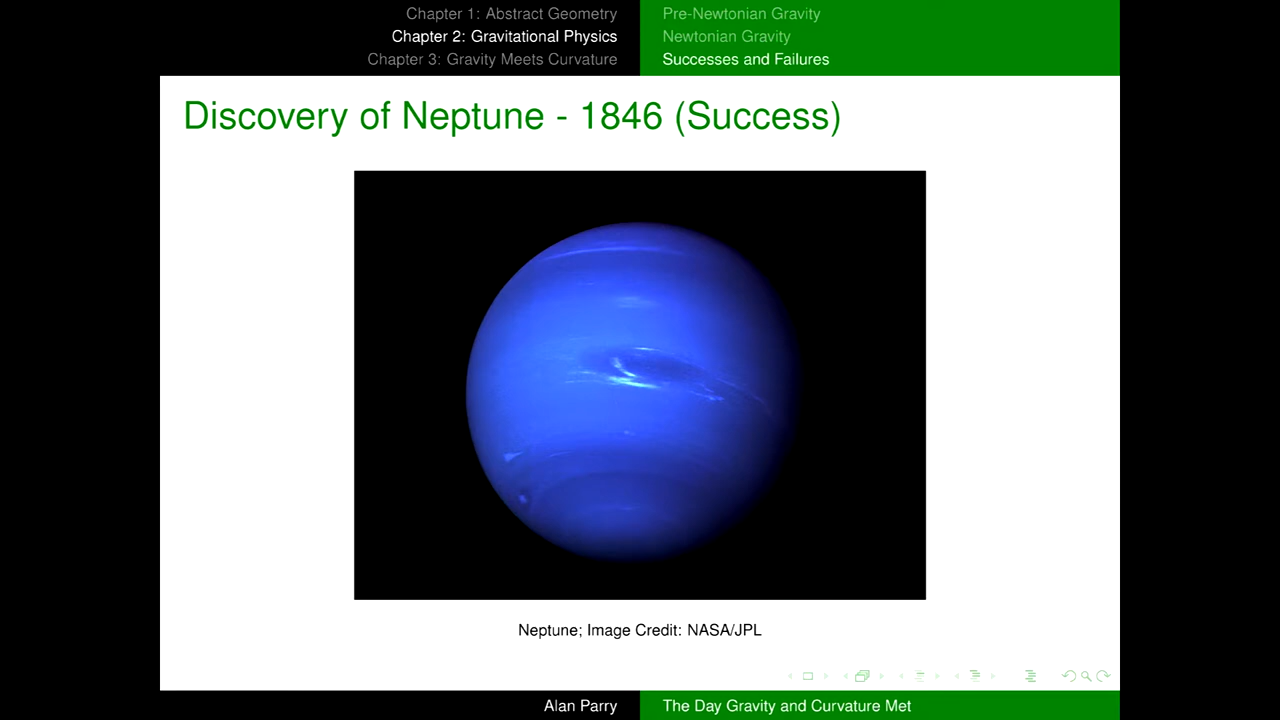 Chapter 1: Abstract Geometry
Chapter 2: Gravitational Physics
Chapter 3: Gravity Meets Curvature
Pre-Newtonian Gravity
Newtonian Gravity
Successes and Failures
Discovery of Neptune - 1846 (Success)
Neptune; Image Credit: NASA/JPL
Alan Parry
The Day Gravity and Curvature Met